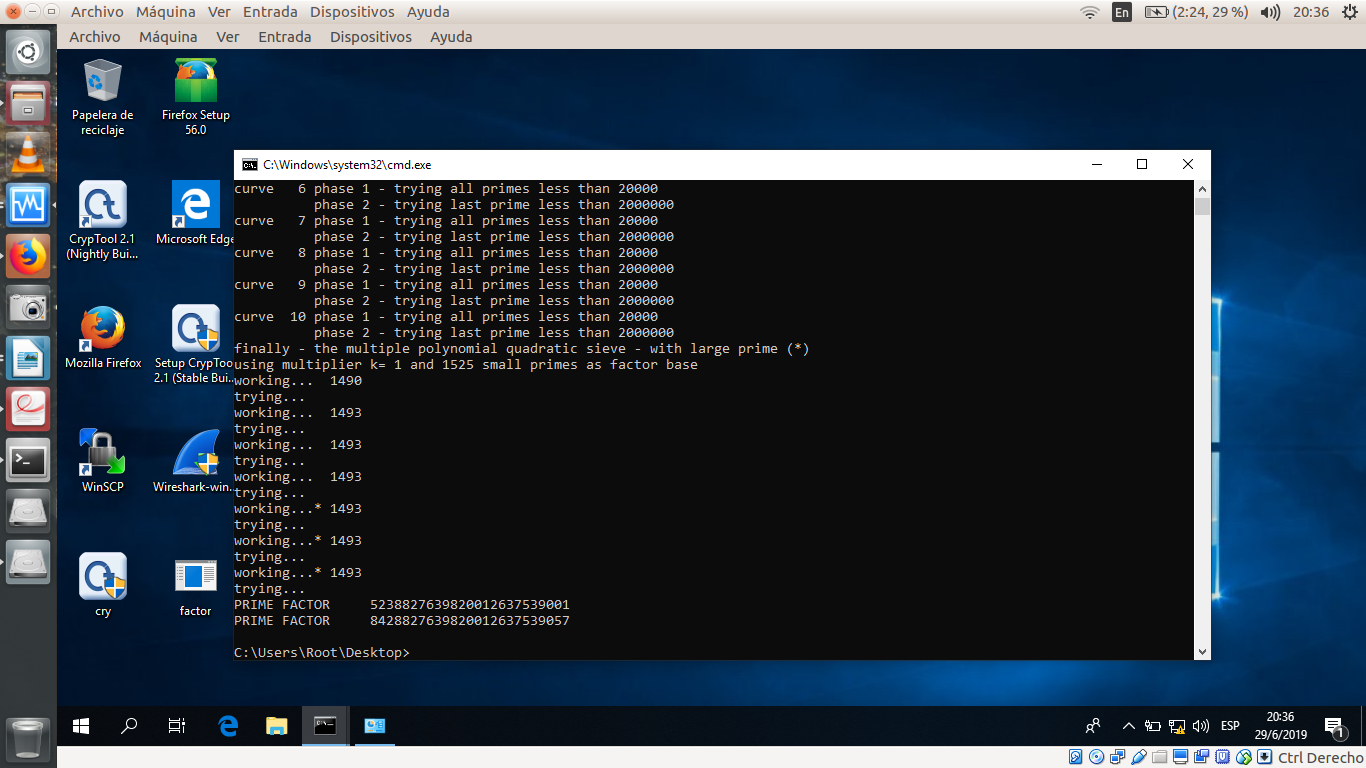 Archivo Máquina Ver Entrada Dispositivos Ayuda
En (2:24, 29 %) 20:36
Archivo Máquina Ver Entrada Dispositivos Ayuda
Papelera de
reciclaje
Firefox Setup
56.0
CrypTool 2.1
(Nightly Bui...
Microsoft Edge
Mozilla Firefox
Setup CrypToo
2.1 (Stable Bui..
WinSCP
Wireshark-win..
cry
factor
C:\Windows\system32\cmd.exe
curve   6 phase 1 - trying all primes less than 20000
          phase 2 - trying last prime less than 2000000
curve   7 phase 1 - trying all primes less than 20000
          phase 2 - trying last prime less than 2000000
curve   8 phase 1 - trying all primes less than 20000
          phase 2 - trying last prime less than 2000000
curve   9 phase 1 - trying all primes less than 20000
          phase 2 - trying last prime less than 2000000
curve  10 phase 1 - trying all primes less than 20000
          phase 2 - trying last prime less than 2000000
finally - the multiple polynomial quadratic sieve - with large prime (*)
using multiplier k= 1 and 1525 small primes as factor base
working...  1490
trying...
working...  1493
trying...
working...  1493
trying...
working...  1493
trying...
working...* 1493
trying...
working...* 1493
trying...
working...* 1493
trying...
PRIME FACTOR     5238827639820012637539001
PRIME FACTOR     8428827639820012637539057
C:\Users\Root\Desktop>
ESP
20:36
29/6/2019
1
Ctrl Derecho